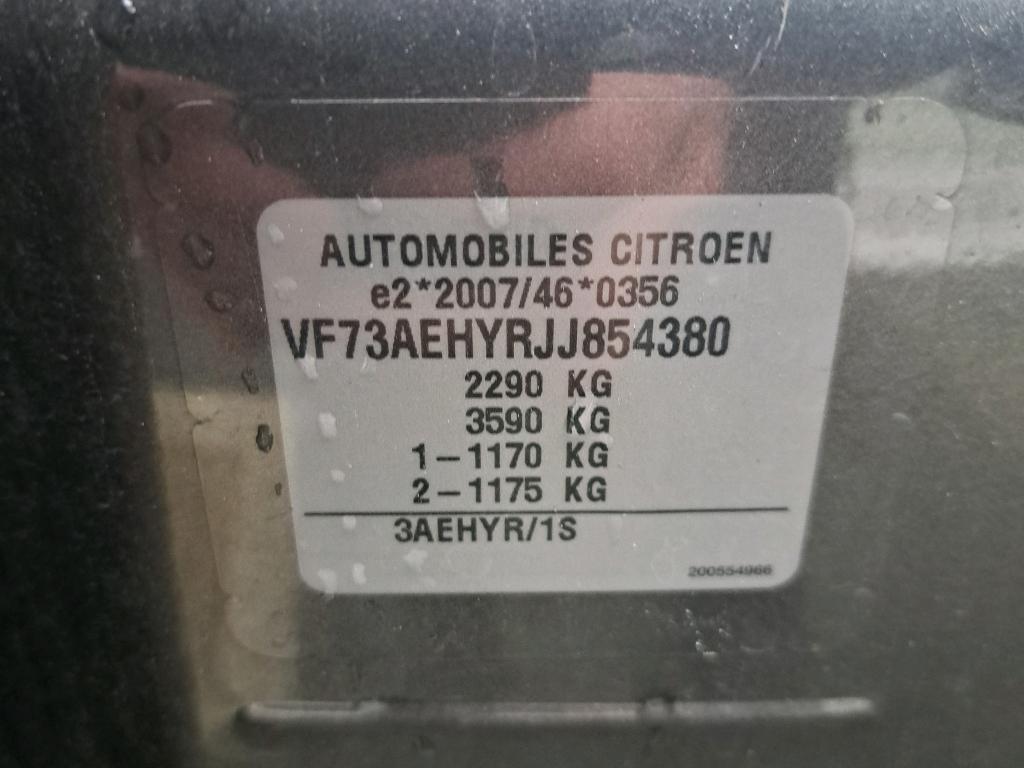 AUTOMOBILES CITROEN
e2*2007/46*0356
VF73AEHYRJJ854380
2290 KG
3590 KG
1-1170 KG
2-1175 KG
3AEHYR/1S
200554966